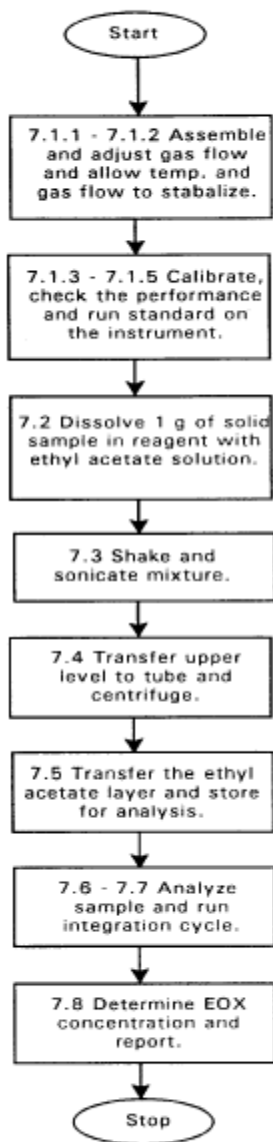 Start
7.1.1 - 7.1.2 Assemble
and adjust gas flow
and allow temp. and
gas flow to stabalize.
7.1.3 - 7.1.5 Calibrate,
check the performance
and run standard on
the instrument.
7.2 Dissolve 1 g of solid
sample in reagent with
ethyl acetate solution.
7.3 Shake and
sonicate mixture.
7.4 Transfer upper
level to tube and
centrifuge.
7.5 Transfer the ethyl
acetate layer and store
for analysis.
7.6 - 7.7 Analyze
sample and run
integration cycle.
7.8 Determine EOX
concentration and
report.
Stop